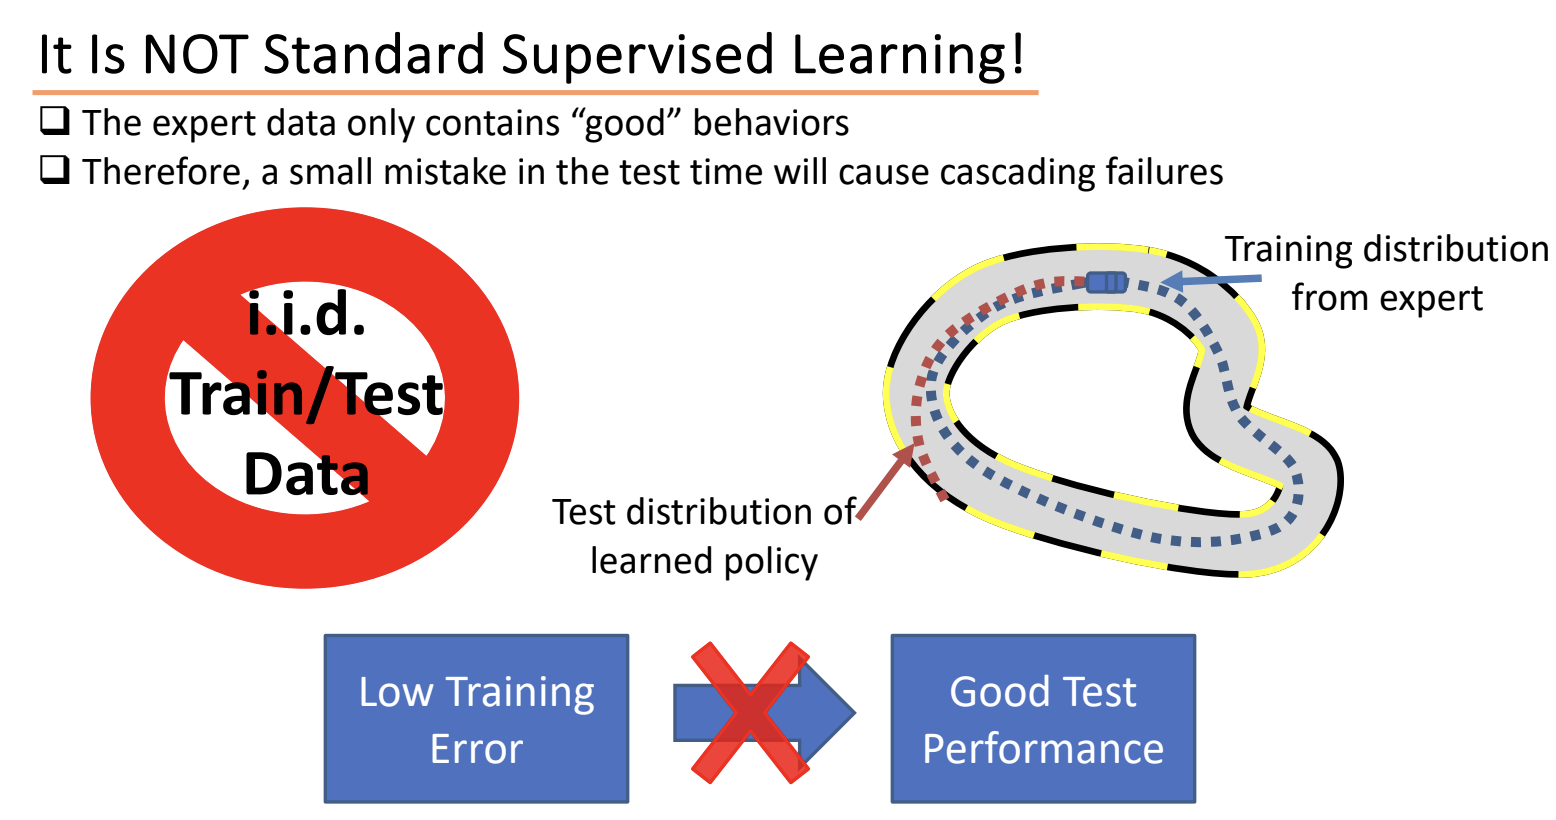 It Is NOT Standard Supervised Learning!
❑ The expert data only contains “good” behaviors
❑ Therefore, a small mistake in the test time will cause cascading failures
i.i.d.
Train/Test
Data
Training distribution
from expert
Test distribution of
learned policy
Low Training
Error
Good Test
Performance